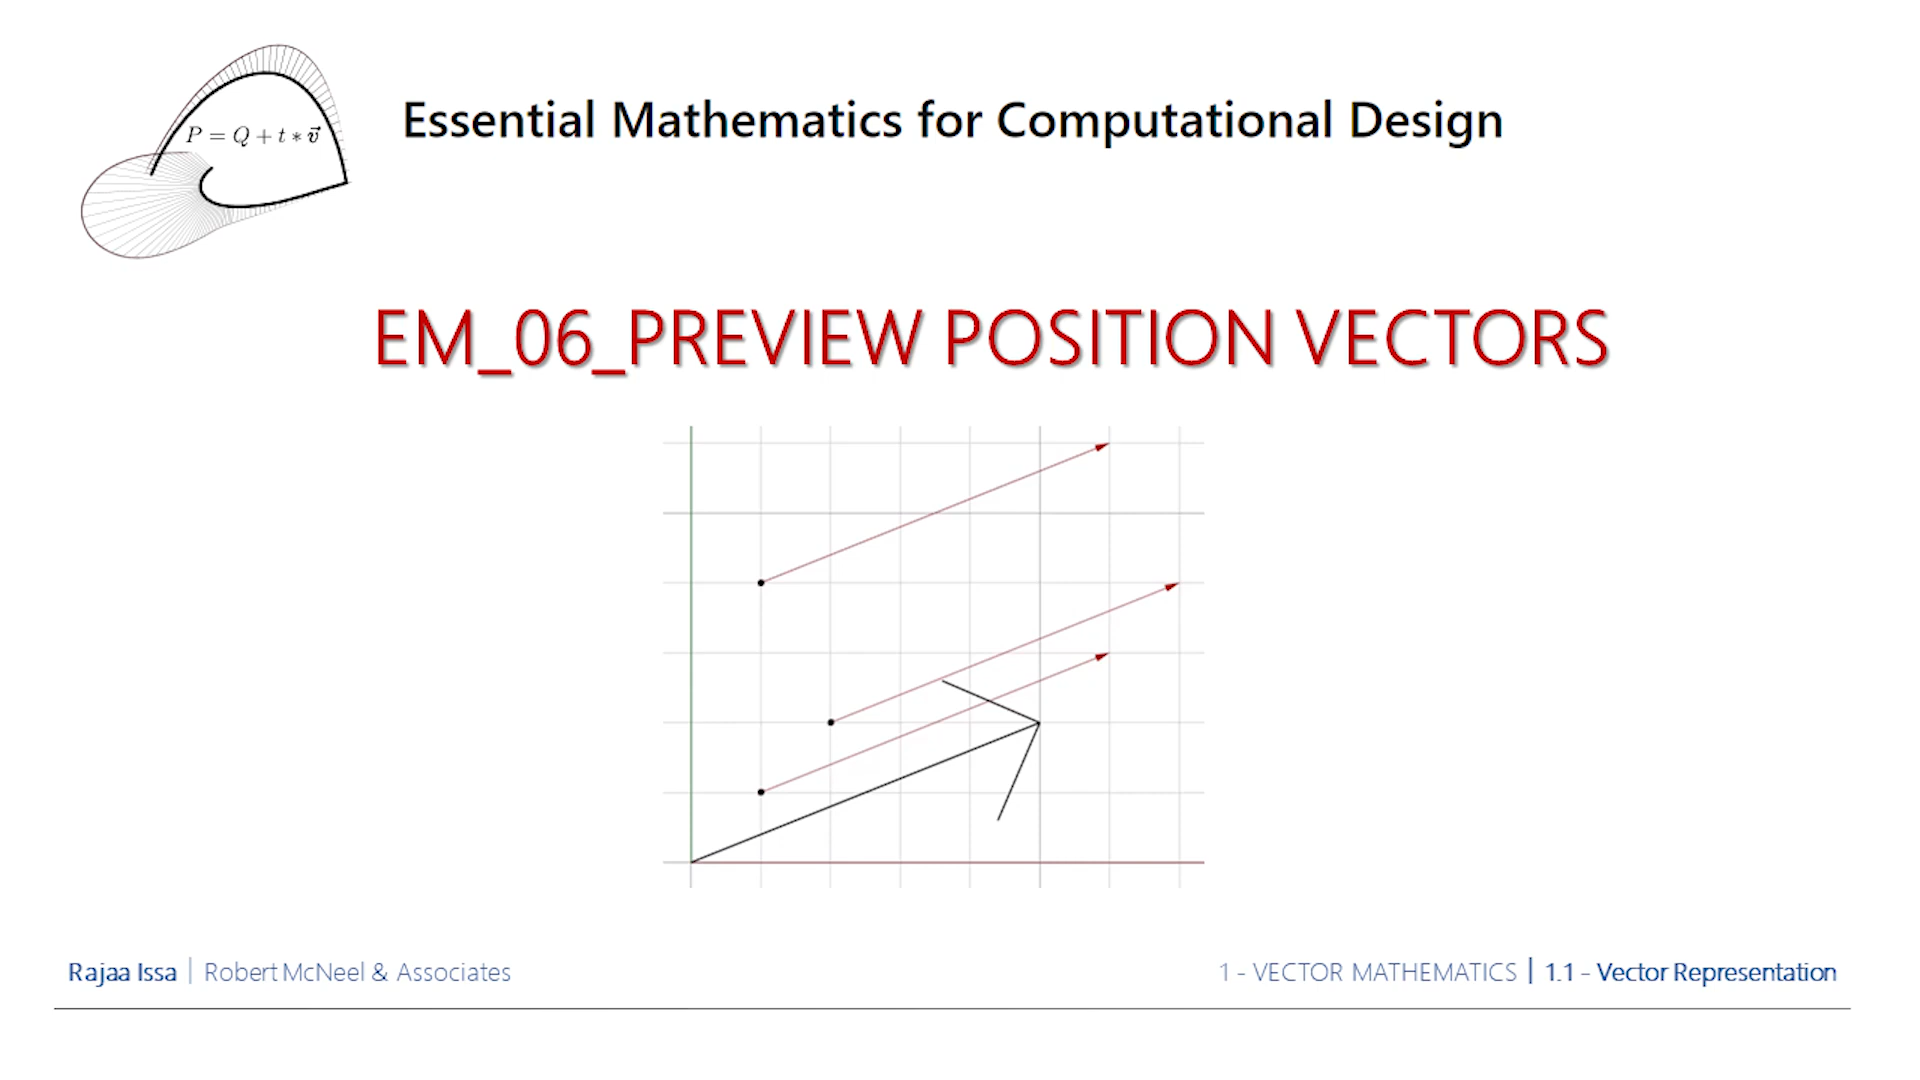 Essential Mathematics for Computational Design
P = Q + t ∗ v⃗
EM_06_PREVIEW POSITION VECTORS
Rajaa Issa | Robert McNeel & Associates
1 - VECTOR MATHEMATICS | 1.1 - Vector Representation